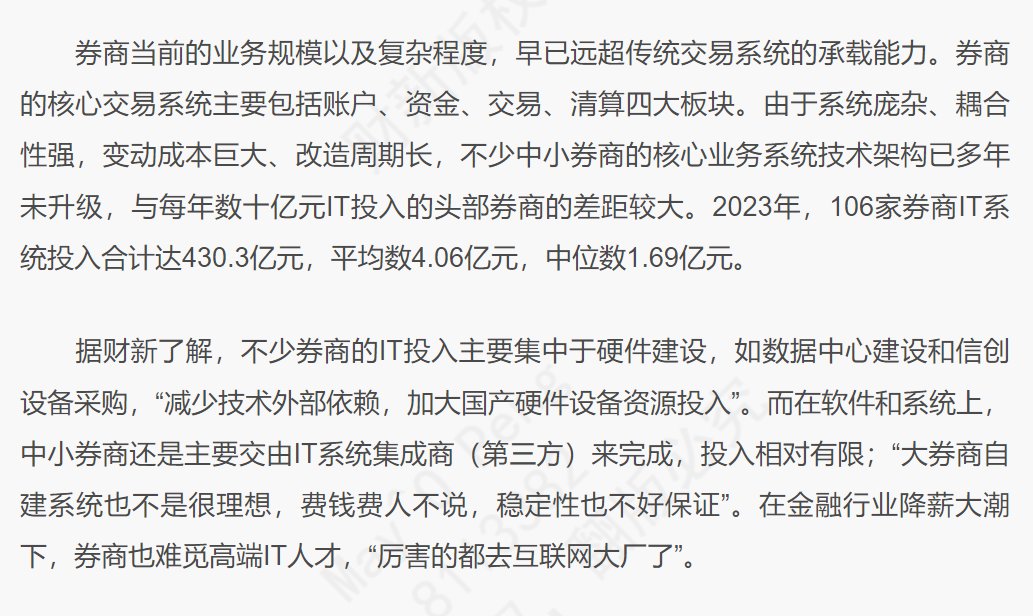 券商当前的业务规模以及复杂程度，早已远超传统交易系统的承载能力。券商
的核心交易系统主要包括账户、资金、交易、清算四大板块。由于系统庞杂、耦合
性强，变动成本巨大、改造周期长，不少中小券商的核心业务系统技术架构已多年
未升级，与每年数十亿元IT投入的头部券商的差距较大。2023年，106家券商IT系
统投入合计达430.3亿元，平均数4.06亿元，中位数1.69亿元。
据财新了解，不少券商的IT投入主要集中于硬件建设，如数据中心建设和信创
设备采购，“减少技术外部依赖，加大国产硬件设备资源投入”。而在软件和系统上，
中小券商还是主要交由IT系统集成商（第三方）来完成，投入相对有限；“大券商自
建系统也不是很理想，费钱费人不说，稳定性也不好保证”。在金融行业降薪大潮
下，券商也难觅高端IT人才，“厉害的都去互联网大厂了”。